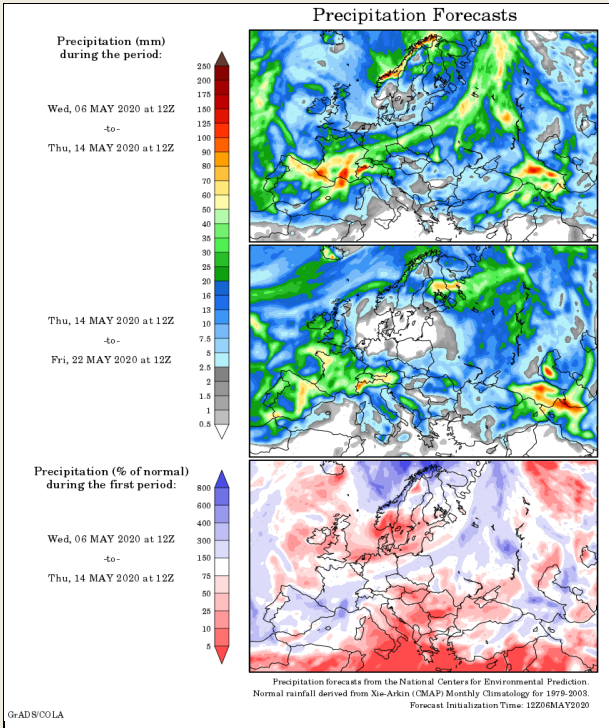 Precipitation Forecasts
Precipitation (mm)
during the period:
Wed, 06 MAY 2020 at 12Z
-to-
Thu, 14 MAY 2020 at 12Z
250
200
175
150
125
100
90
80
70
60
50
40
35
30
25
20
16
13
10
7.5
5
2.5
2
1.5
1
0.5
Thu, 14 MAY 2020 at 12Z
-to-
Fri, 22 MAY 2020 at 12Z
Precipitation (% of normal)
during the first period:
Wed, 06 MAY 2020 at 12Z
-to-
Thu, 14 MAY 2020 at 12Z
800
600
400
300
150
75
50
25
10
5
Precipitation forecasts from the National Centers for Environmental Prediction.
Normal rainfall derived from Xie-Arkin (CMAP) Monthly Climatology for 1979-2003.
Forecast Initialization Time: 12Z06MAY2020
GrADS/COLA